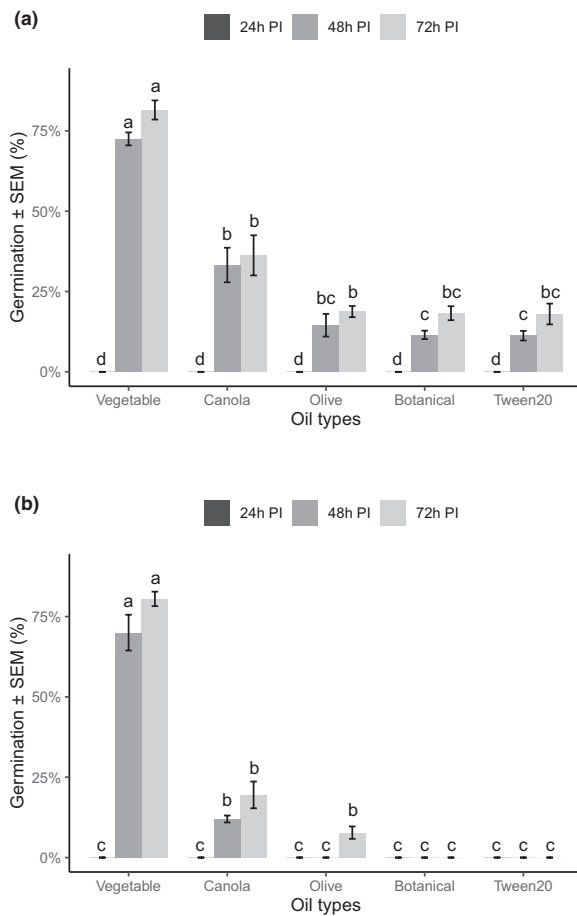 (a)
24h PI 48h PI 72h PI
Germination ± SEM (%)
75%
50%
25%
0%
d a a d b b d bc b d c bc d c bc
Vegetable Canola Olive Botanical Tween20
Oil types
(b)
24h PI 48h PI 72h PI
Germination ± SEM (%)
75%
50%
25%
0%
c a a c b b c c b c c c c c c
Vegetable Canola Olive Botanical Tween20
Oil types